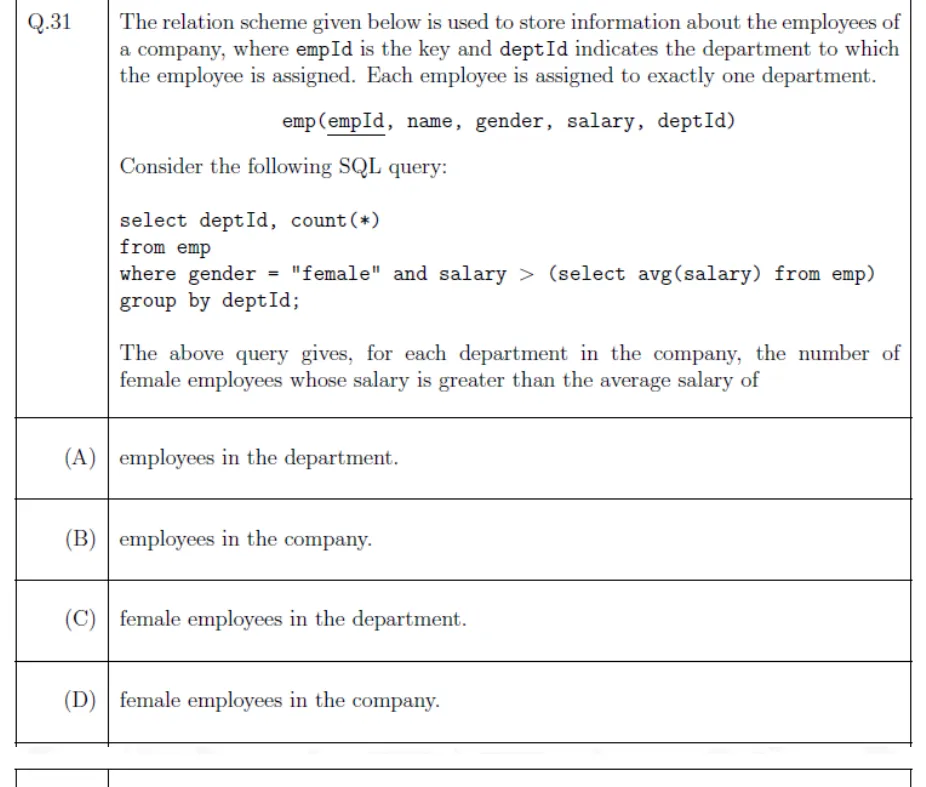 Q.31 The relation scheme given below is used to store information about the employees of
a company, where empId is the key and deptId indicates the department to which
the employee is assigned. Each employee is assigned to exactly one department.
emp(empId, name, gender, salary, deptId)
Consider the following SQL query:
select deptId, count(*)
from emp
where gender = "female" and salary > (select avg(salary) from emp)
group by deptId;
The above query gives, for each department in the company, the number of
female employees whose salary is greater than the average salary of
(A) employees in the department.
(B) employees in the company.
(C) female employees in the department.
(D) female employees in the company.